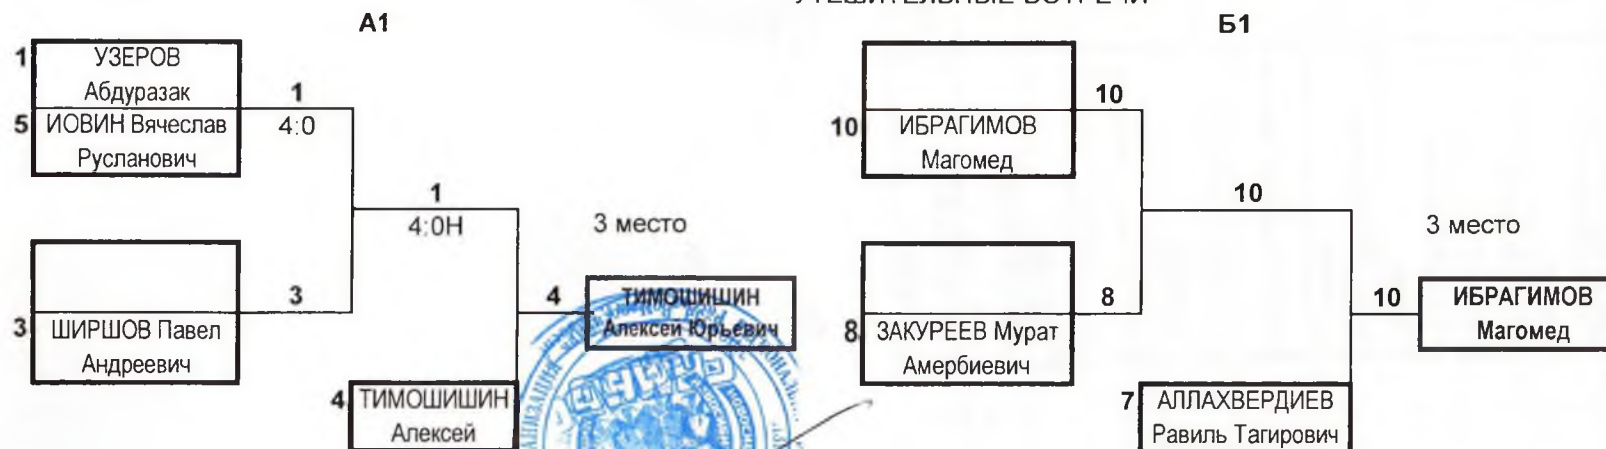 УТЕШИТЕЛЬНЫЕ ВСТРЕЧИ
А1
1 УЗЕРОВ
Абдуразак
1
5 ИОВИН Вячеслав
Русланович
4:0
1
4:0Н
3 ШИРШОВ Павел
Андреевич
3
4 ТИМОШИШИН
Алексей
3 место
4 ТИМОШИШИН
Алексей Юрьевич
Б1
10 ИБРАГИМОВ
Магомед
10
10
8 ЗАКУРЕЕВ Мурат
Амербиевич
8
7 АЛЛАХВЕРДИЕВ
Равиль Тагирович
3 место
10 ИБРАГИМОВ
Магомед